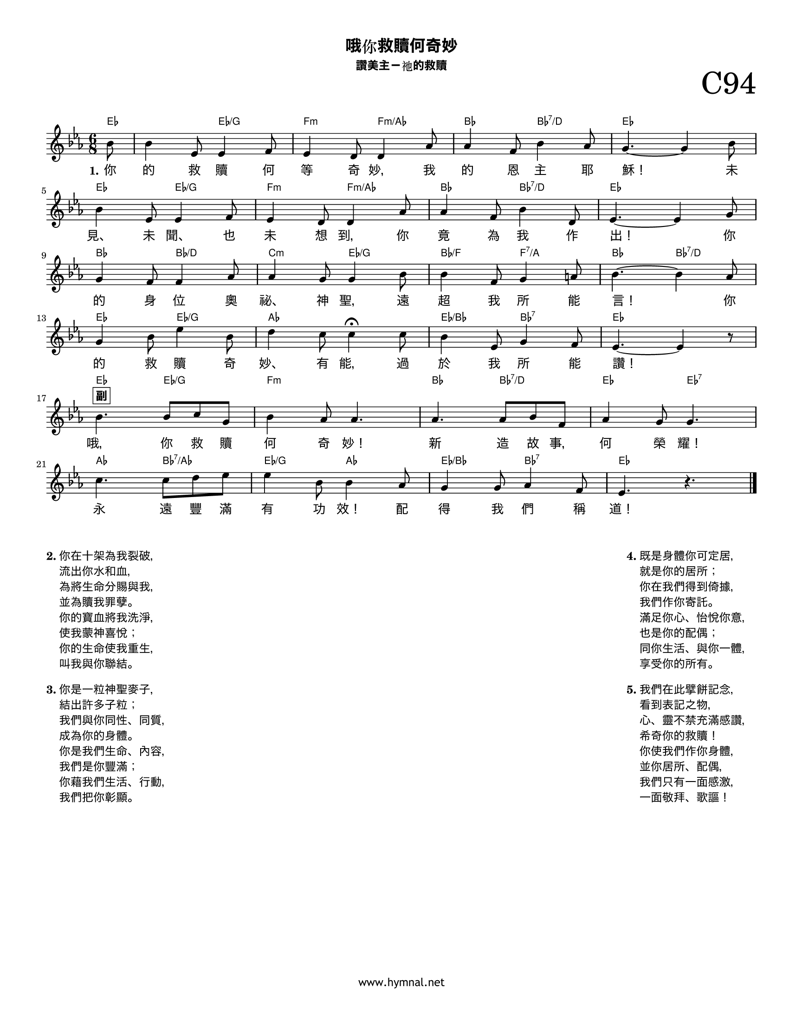 哦你救贖何奇妙
讚美主－祂的救贖
C94
E♭ E♭/G Fm Fm/A♭ B♭ B♭7/D E♭
1. 你 的 救 贖 何 等 奇 妙, 我 的 恩 主 耶 穌！ 未
5 E♭ E♭/G Fm Fm/A♭ B♭ B♭7/D E♭
見、 未 聞、 也 未 想 到, 你 竟 為 我 作 出！ 你
9 B♭ B♭/D Cm E♭/G B♭/F F7/A B♭ B♭7/D
的 身 位 奧 祕、 神 聖, 遠 超 我 所 能 言！ 你
13 E♭ E♭/G A♭ E♭/B♭ B♭7 E♭
的 救 贖 奇 妙、 有 能, 過 於 我 所 能 讚！
E♭ E♭/G Fm B♭ B♭7/D E♭ E♭7
17 副
哦, 你 救 贖 何 奇 妙！ 新 造 故 事, 何 榮 耀！
21 A♭ B♭7/A♭ E♭/G A♭ E♭/B♭ B♭7 E♭
永 遠 豐 滿 有 功 效！ 配 得 我 們 稱 道！
2. 你在十架為我裂破,
流出你水和血,
為將生命分賜與我,
並為贖我罪孽。
你的寶血將我洗淨,
使我蒙神喜悅；
你的生命使我重生,
叫我與你聯結。
3. 你是一粒神聖麥子,
結出許多子粒；
我們與你同性、同質,
成為你的身體。
你是我們生命、內容,
我們是你豐滿；
你藉我們生活、行動,
我們把你彰顯。
4. 既是身體你可定居,
就是你的居所；
你在我們得到倚據,
我們作你寄託。
滿足你心、怡悅你意,
也是你的配偶；
同你生活、與你一體,
享受你的所有。
5. 我們在此擘餅記念,
看到表記之物,
心、靈不禁充滿感讚,
希奇你的救贖！
你使我們作你身體,
並你居所、配偶,
我們只有一面感激,
一面敬拜、歌謳！
www.hymnal.net